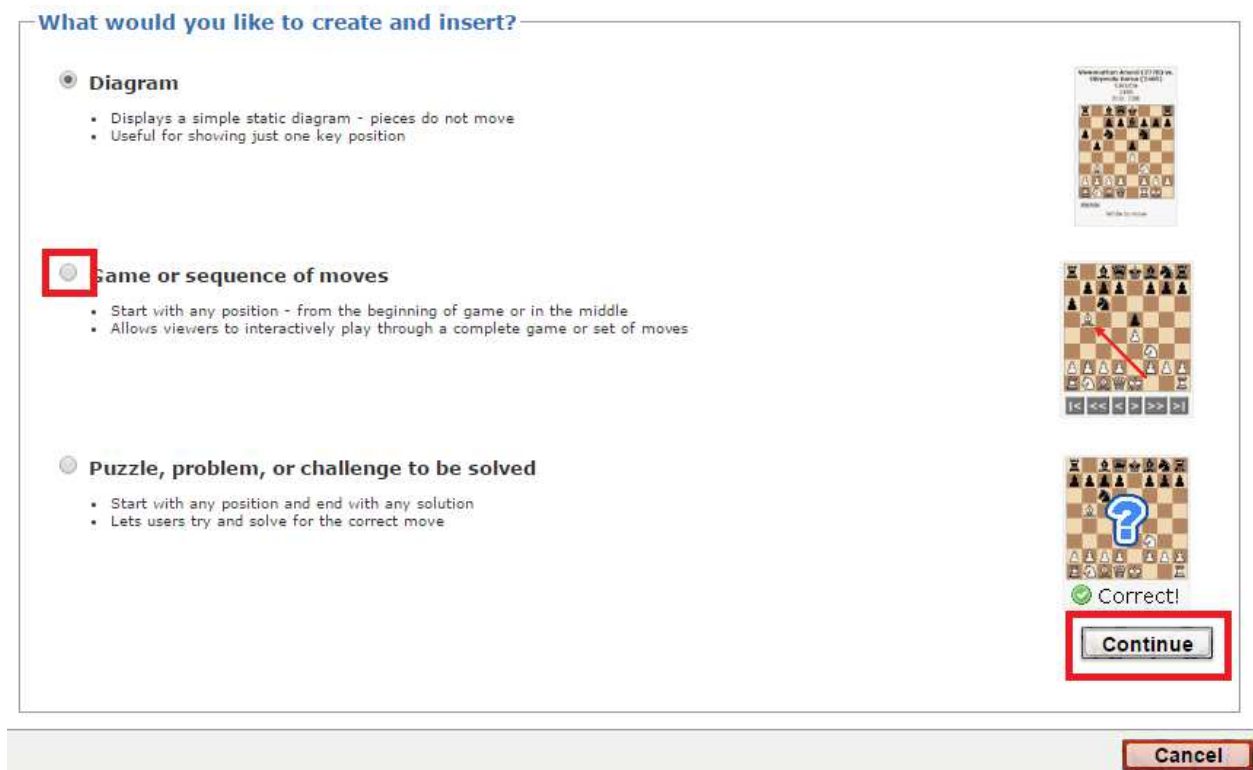 What would you like to create and insert?
Diagram
• Displays a simple static diagram - pieces do not move
• Useful for showing just one key position
White to move
Game or sequence of moves
• Start with any position - from the beginning of game or in the middle
• Allows viewers to interactively play through a complete game or set of moves
|< << < > >> >|
Puzzle, problem, or challenge to be solved
• Start with any position and end with any solution
• Lets users try and solve for the correct move
?
Correct!
Continue
Cancel